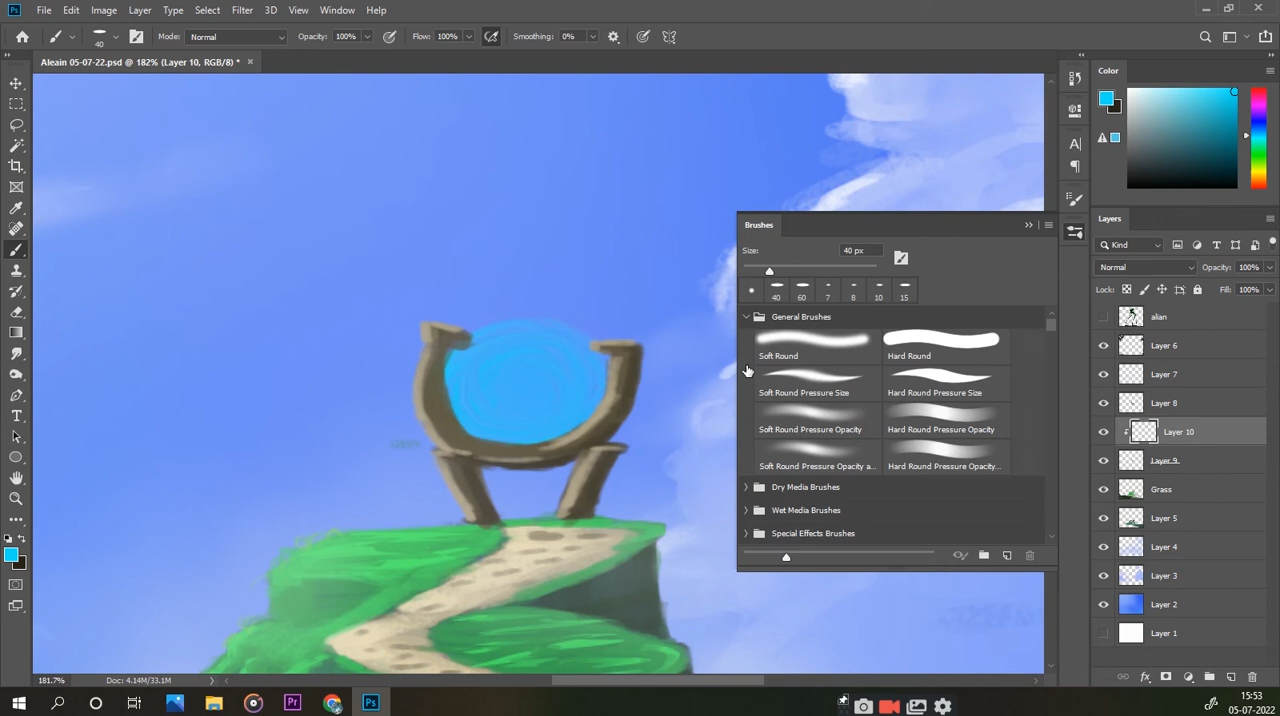 Ps File Edit Image Layer Type Select Filter 3D View Window Help
40 Mode: Normal Opacity: 100% Flow: 100% Smoothing: 0%
Aleain 05-07-22.psd @ 182% (Layer 10, RGB/8) *
Color
Brushes
Size: 40 px
40 60 7 8 10 15
General Brushes
Soft Round Hard Round
Soft Round Pressure Size Hard Round Pressure Size
Soft Round Pressure Opacity Hard Round Pressure Opacity
Soft Round Pressure Opacity a... Hard Round Pressure Opacity...
Dry Media Brushes
Wet Media Brushes
Special Effects Brushes
Layers
Kind
Normal Opacity: 100%
Lock: Fill: 100%
alian
Layer 6
Layer 7
Layer 8
Layer 10
Layer 9
Grass
Layer 5
Layer 4
Layer 3
Layer 2
Layer 1
181.7% Doc: 4.14M/33.1M
Pr Ps
15:53
05-07-2022